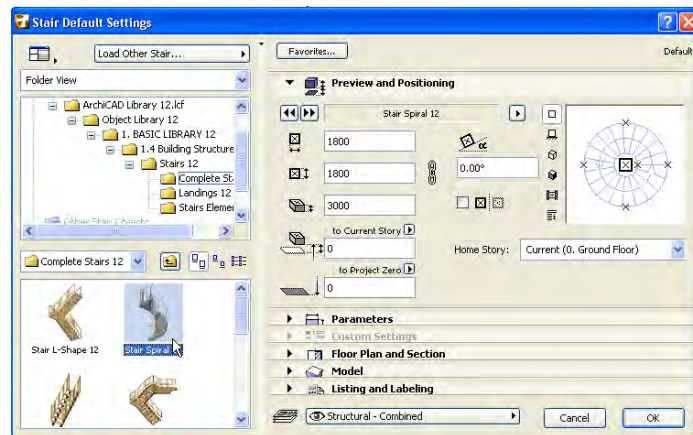 Stair Default Settings
Load Other Stair...
Favorites...
Default
Folder View
ArchiCAD Library 12.lcf
Object Library 12
1. BASIC LIBRARY 12
1.4 Building Structure
Stairs 12
Complete St
Landings 12
Stairs Elemer
Other Stair Objects
Complete Stairs 12
Stair L-Shape 12
Stair Spiral
Preview and Positioning
Stair Spiral 12
1800
α
1800
0.00°
3000
to Current Story
0
Home Story:
Current (0. Ground Floor)
to Project Zero
0
Parameters
Custom Settings
Floor Plan and Section
Model
Listing and Labeling
Structural - Combined
Cancel
OK